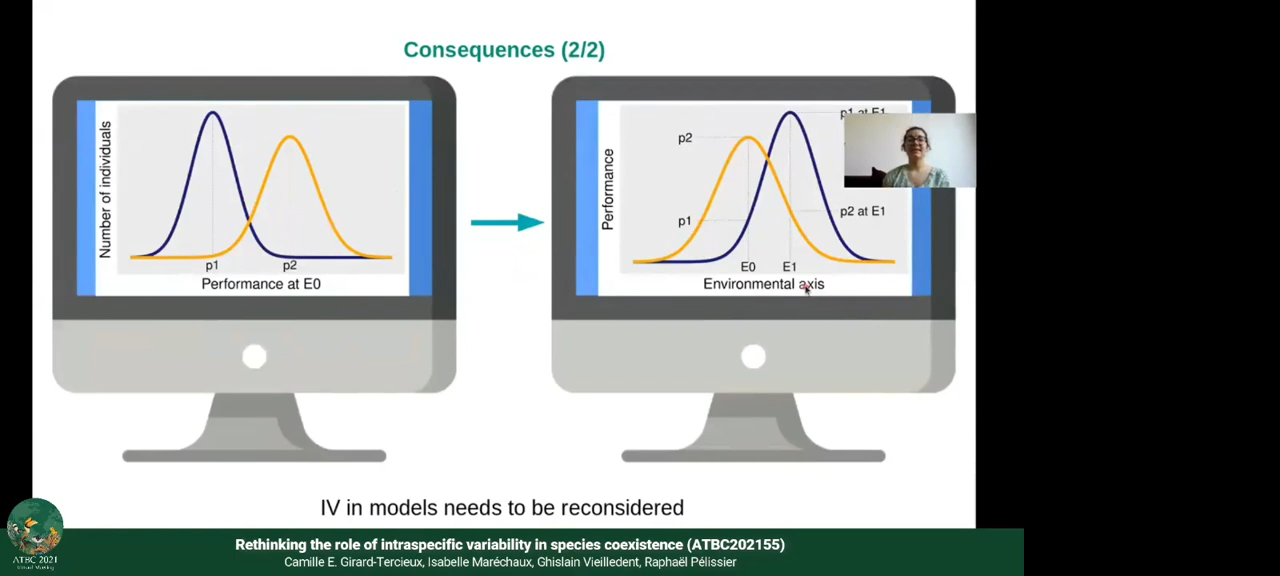 Consequences (2/2)
Number of individuals
p1
p2
Performance at E0
Performance
p2
p1
p1 at E1
p2 at E1
E0
E1
Environmental axis
IV in models needs to be reconsidered
ATBC 2021
Rethinking the role of intraspecific variability in species coexistence (ATBC202155)
Camille E. Girard-Tercieux, Isabelle Maréchaux, Ghislain Vieilledent, Raphaël Pélissier